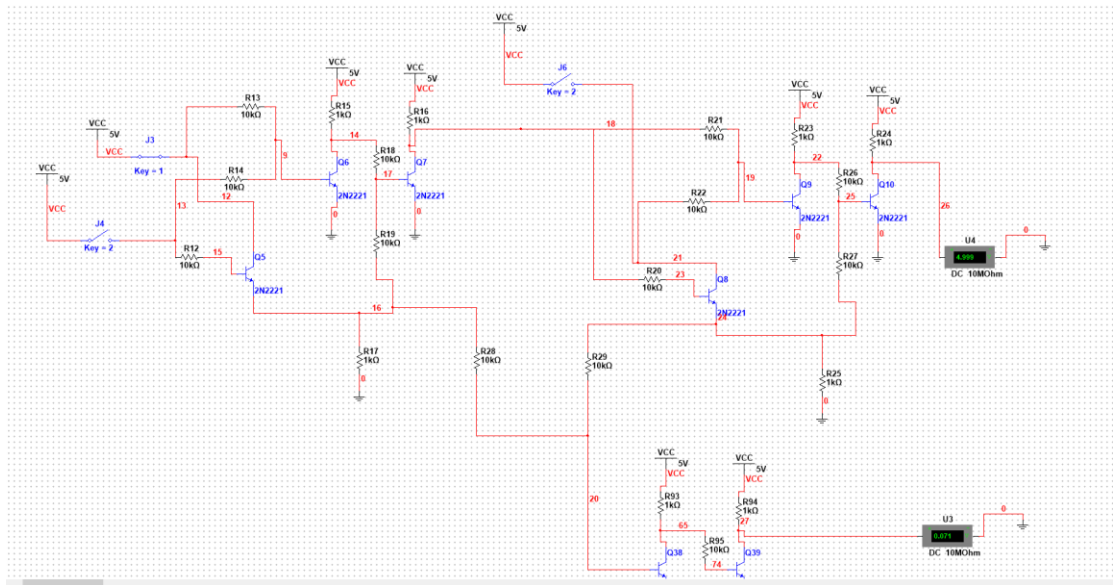 VCC
5V
VCC
J6
Key = 2
VCC
5V
VCC
VCC
5V
VCC
VCC
5V
VCC
VCC
5V
VCC
R13
10kΩ
R15
1kΩ
R16
1kΩ
VCC
5V
VCC
J3
Key = 1
14
R18
10kΩ
Q6
Q7
18
R21
10kΩ
R23
1kΩ
R24
1kΩ
22
VCC
5V
VCC
R14
10kΩ
9
17
2N2221
2N2221
0
0
12
13
J4
Key = 2
R12
10kΩ
15
Q5
2N2221
R19
10kΩ
16
R22
10kΩ
19
Q9
2N2221
0
R26
10kΩ
25
Q10
2N2221
0
26
R27
10kΩ
U4
4.999
DC 10MOhm
0
21
R20
10kΩ
23
Q8
2N2221
24
R17
1kΩ
0
R28
10kΩ
R29
10kΩ
R25
1kΩ
0
20
VCC
5V
VCC
VCC
5V
VCC
R93
1kΩ
R94
1kΩ
65
27
R95
10kΩ
Q38
74
Q39
U3
0.071
DC 10MOhm
0